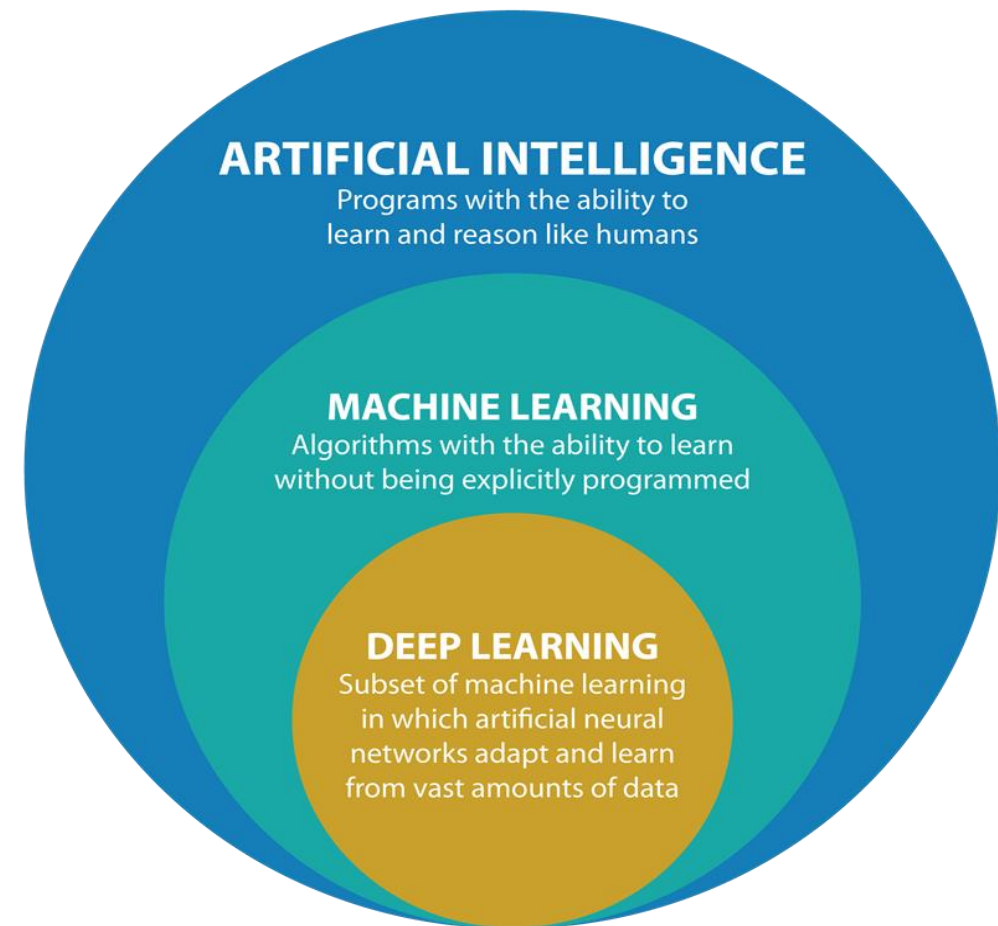 ARTIFICIAL INTELLIGENCE
Programs with the ability to
learn and reason like humans
MACHINE LEARNING
Algorithms with the ability to learn
without being explicitly programmed
DEEP LEARNING
Subset of machine learning
in which artificial neural
networks adapt and learn
from vast amounts of data